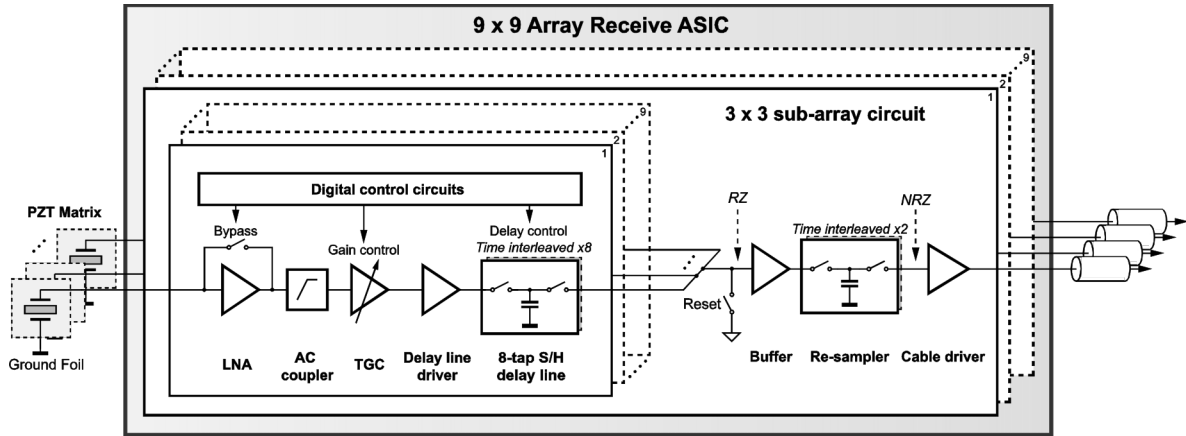 9 x 9 Array Receive ASIC
9
2
1
3 x 3 sub-array circuit
9
2
1
Digital control circuits
PZT Matrix
Bypass
Gain control
Delay control
Time interleaved x8
RZ
NRZ
Time interleaved x2
Reset
Ground Foil
LNA
AC
coupler
TGC
Delay line
driver
8-tap S/H
delay line
Buffer
Re-sampler
Cable driver